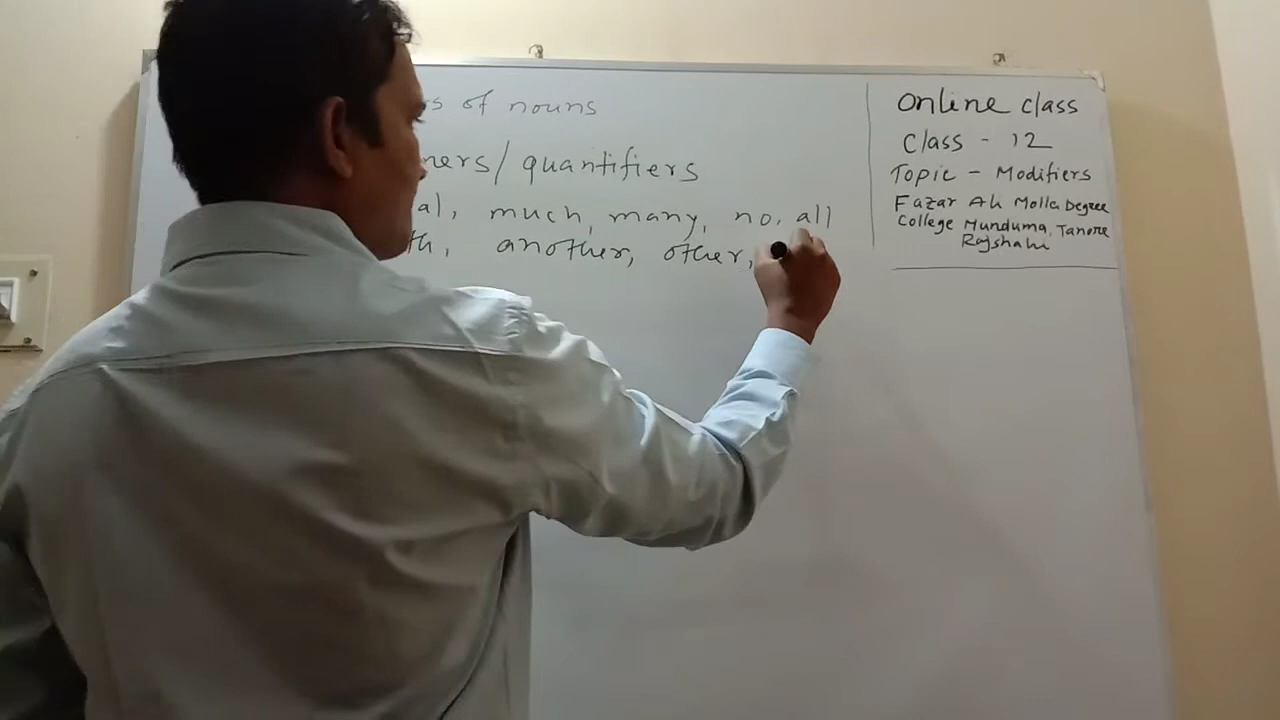 s of nouns
ners/quantifiers
al, much, many, no, all
th, another, other,
Online class
Class - 12
Topic - Modifiers
Fazar Ali Molla Degree
College Munduma, Tanore
Rajshahi